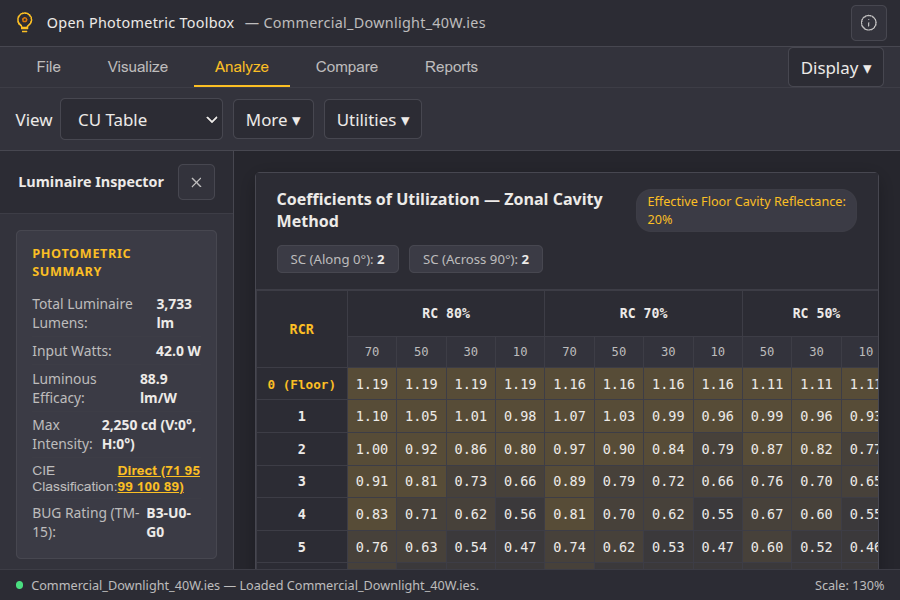 Open Photometric Toolbox — Commercial_Downlight_40W.ies
File Visualize Analyze Compare Reports Display ▾
View CU Table More ▾ Utilities ▾
Luminaire Inspector
PHOTOMETRIC
SUMMARY
Total Luminaire
Lumens:
3,733
lm
Input Watts: 42.0 W
Luminous
Efficacy:
88.9
lm/W
Max
Intensity:
2,250 cd (V:0°,
H:0°)
CIE
Classification:
Direct (71 95
99 100 89)
BUG Rating (TM-
15):
B3-U0-
G0
Coefficients of Utilization — Zonal Cavity
Method
Effective Floor Cavity Reflectance:
20%
SC (Along 0°): 2 SC (Across 90°): 2
RCR RC 80% RC 70% RC 50%
70 50 30 10 70 50 30 10 50 30 10
0 (Floor) 1.19 1.19 1.19 1.19 1.16 1.16 1.16 1.16 1.11 1.11 1.11
1 1.10 1.05 1.01 0.98 1.07 1.03 0.99 0.96 0.99 0.96 0.93
2 1.00 0.92 0.86 0.80 0.97 0.90 0.84 0.79 0.87 0.82 0.77
3 0.91 0.81 0.73 0.66 0.89 0.79 0.72 0.66 0.76 0.70 0.65
4 0.83 0.71 0.62 0.56 0.81 0.70 0.62 0.55 0.67 0.60 0.55
5 0.76 0.63 0.54 0.47 0.74 0.62 0.53 0.47 0.60 0.52 0.46
Commercial_Downlight_40W.ies — Loaded Commercial_Downlight_40W.ies.
Scale: 130%